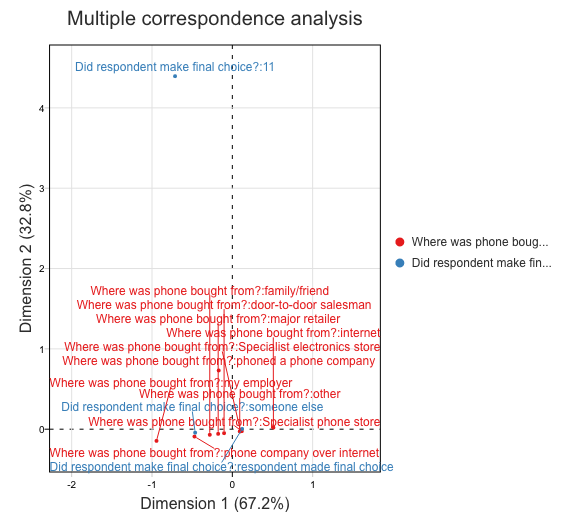 Multiple correspondence analysis
Did respondent make final choice?:11
4
3
2
1
0
Dimension 2 (32.8%)
Where was phone bought from?:family/friend
Where was phone bought from?:door-to-door salesman
Where was phone bought from?:major retailer
Where was phone bought from?:internet
Where was phone bought from?:Specialist electronics store
Where was phone bought from?:phoned a phone company
Where was phone bought from?:my employer
Where was phone bought from?:other
Did respondent make final choice?:someone else
Where was phone bought from?:Specialist phone store
Where was phone bought from?:phone company over internet
Did respondent make final choice?:respondent made final choice
-2
-1
0
1
Dimension 1 (67.2%)
Where was phone boug...
Did respondent make fin...